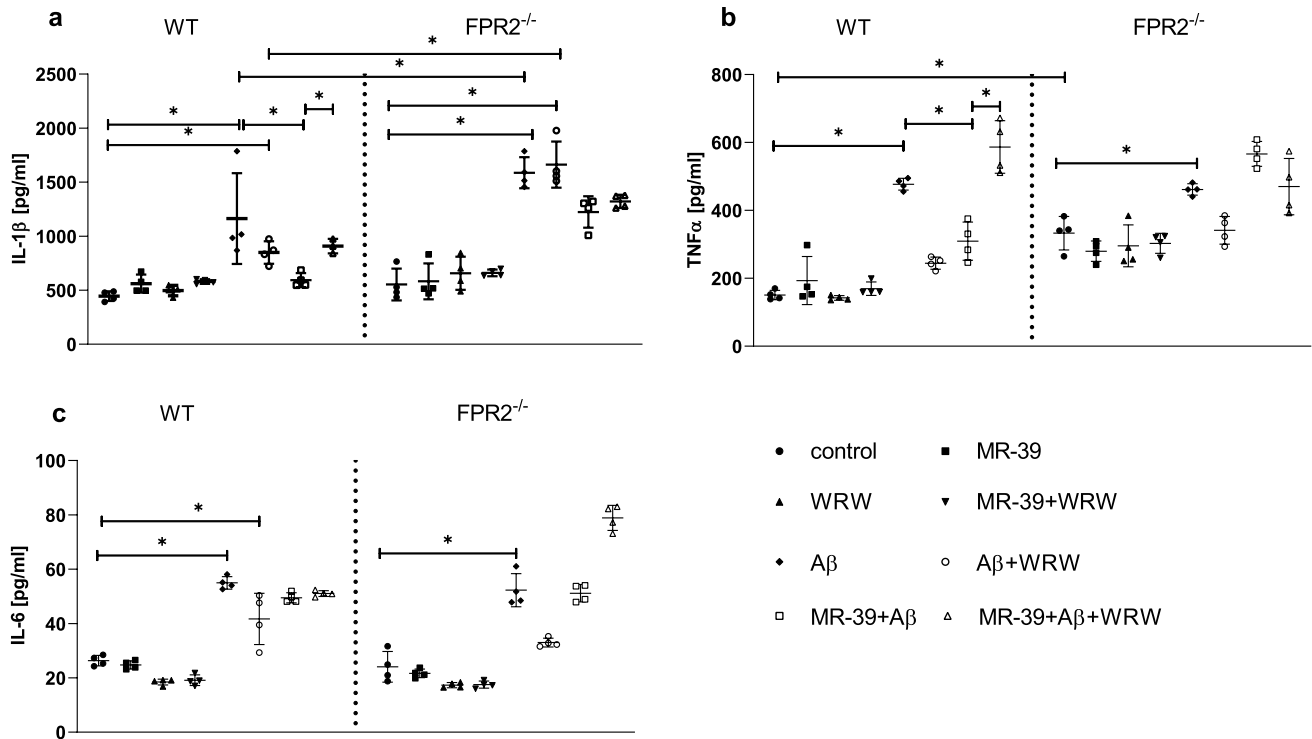 a
WT
FPR2-/-
*
*
*
*
*
*
*
*
IL-1β [pg/ml]
2500
2000
1500
1000
500
0
b
WT
FPR2-/-
*
*
*
*
*
TNFα [pg/ml]
800
600
400
200
0
c
WT
FPR2-/-
*
*
*
IL-6 [pg/ml]
100
80
60
40
20
0
control
MR-39
WRW
MR-39+WRW
Aβ
Aβ+WRW
MR-39+Aβ
MR-39+Aβ+WRW